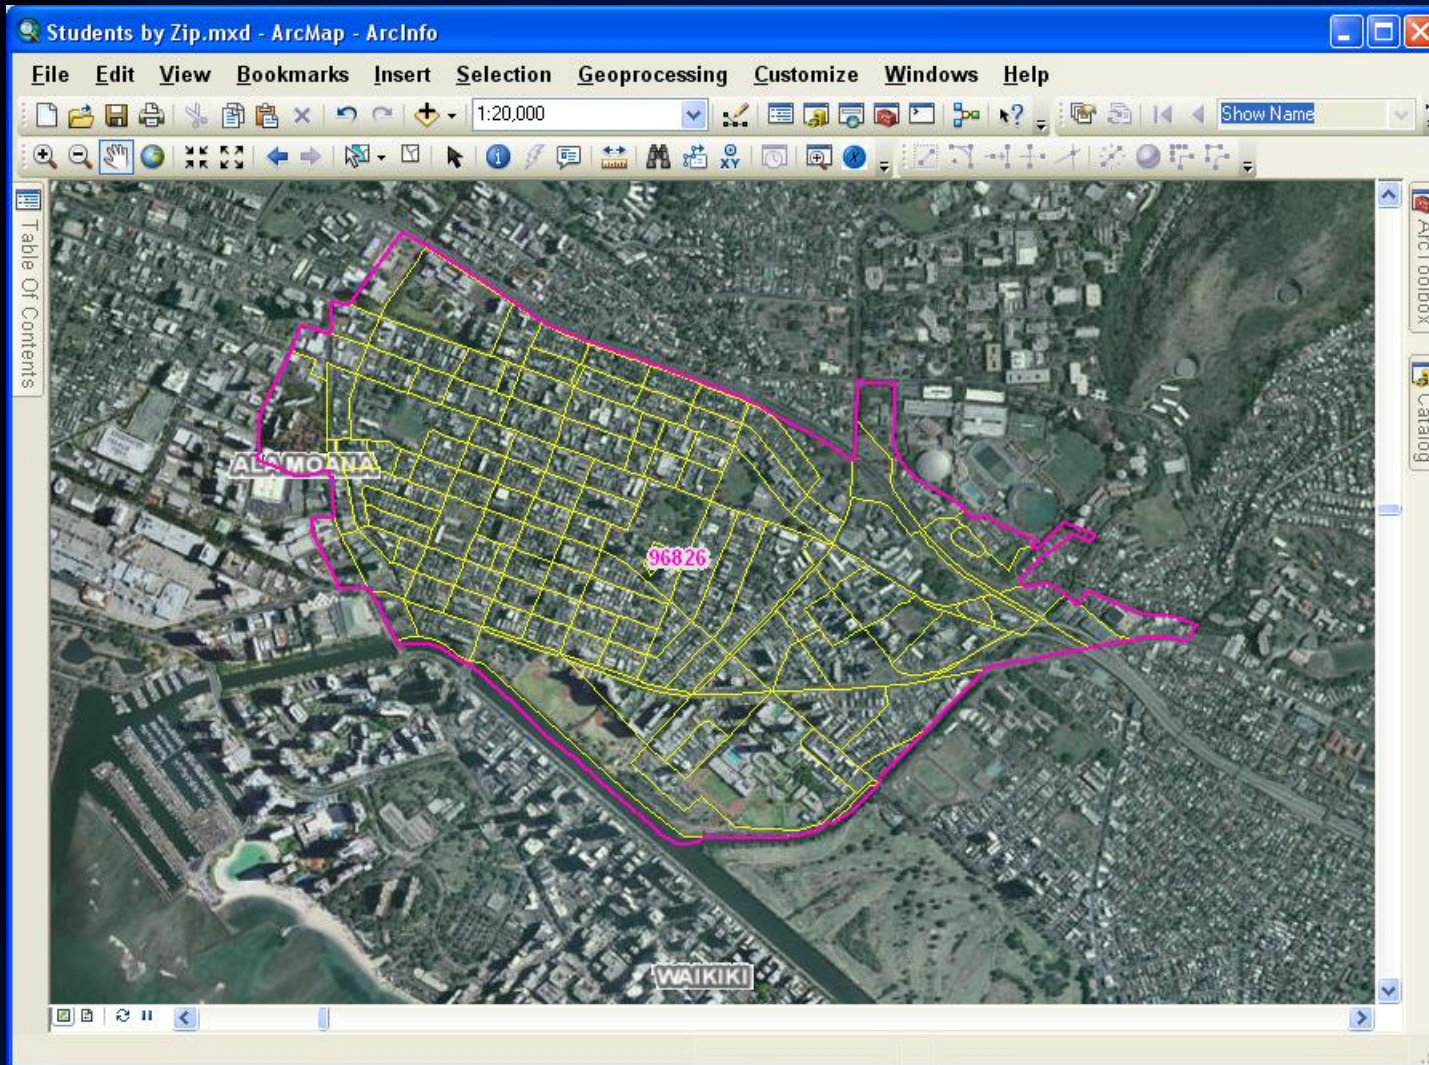 Students by Zip.mxd - ArcMap - ArcInfo
File Edit View Bookmarks Insert Selection Geoprocessing Customize Windows Help
1:20,000
Show Name
XY
Table Of Contents
ArcToolbox
Catalog
ALA MOANA
96826
WAIKIKI